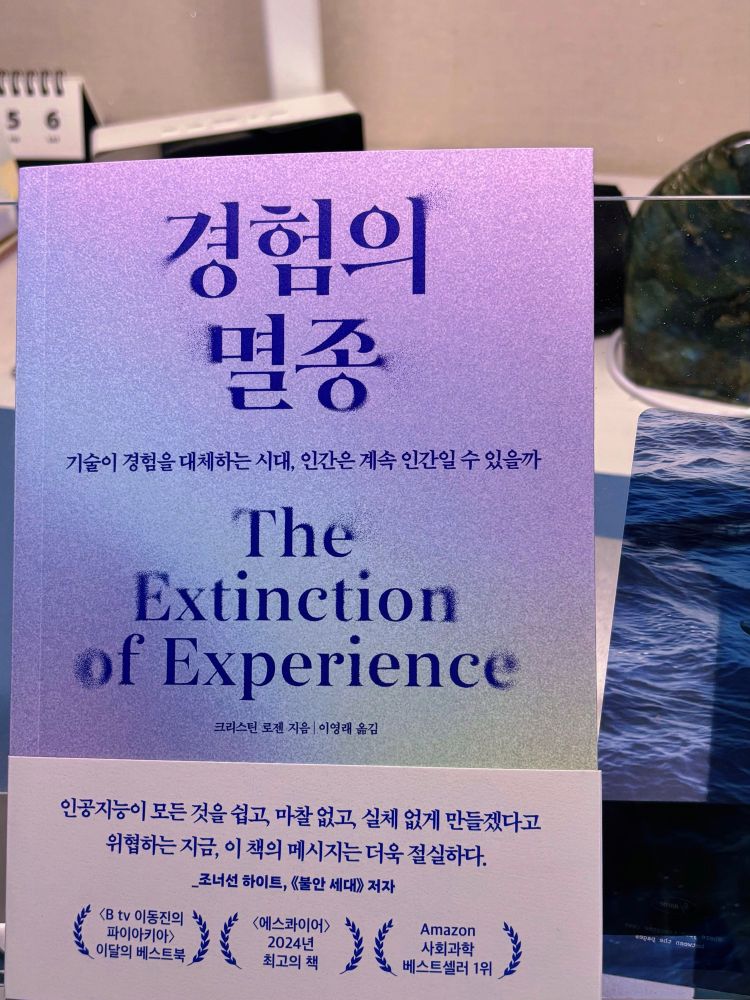 5 6
경험의
멸종
기술이 경험을 대체하는 시대, 인간은 계속 인간일 수 있을까
The
Extinction
of Experience
크리스틴 로젠 지음 | 이영래 옮김
인공지능이 모든 것을 쉽고, 마찰 없고, 실체 없게 만들겠다고
위협하는 지금, 이 책의 메시지는 더욱 절실하다.
_조너선 하이트, 《불안 세대》 저자
〈B tv 이동진의
파이아키아〉
이달의 베스트북
〈에스콰이어〉
2024년
최고의 책
Amazon
사회과학
베스트셀러 1위
between the pages